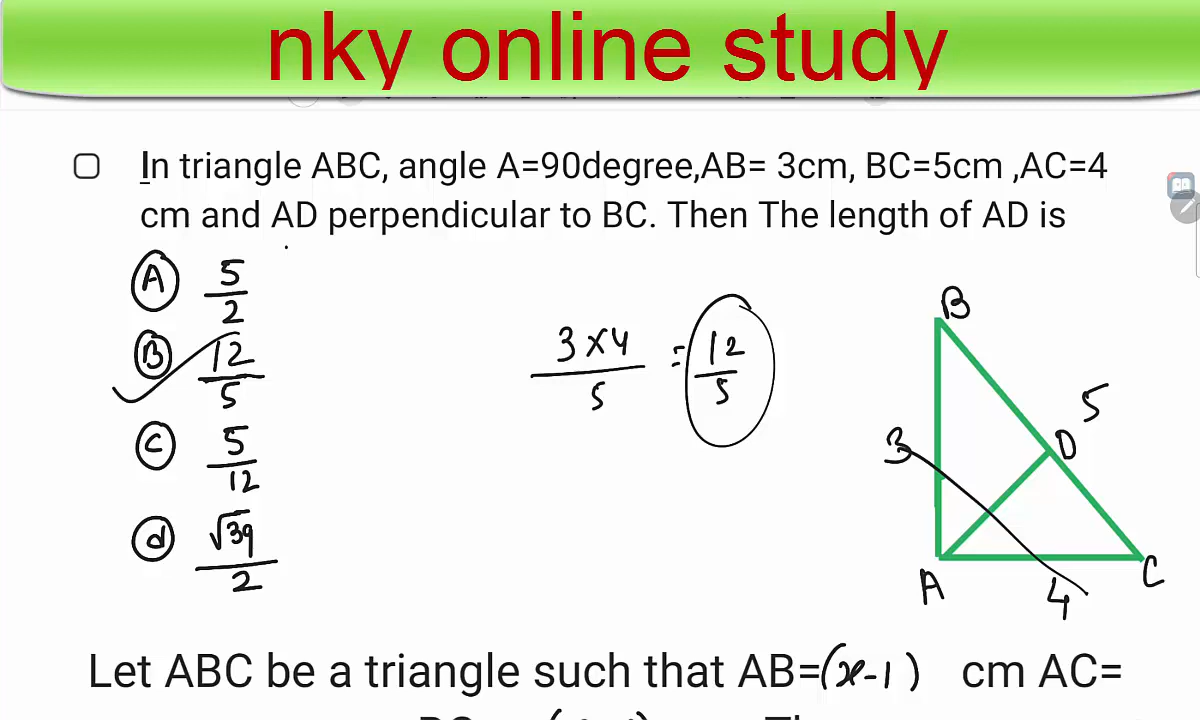 nky online study
In triangle ABC, angle A=90degree,AB= 3cm, BC=5cm ,AC=4
cm and AD perpendicular to BC. Then The length of AD is
A 5/2
B 12/5
C 5/12
d √39/2
3×4/5 = 12/5
B
5
3
D
A
4
C
Let ABC be a triangle such that AB=(x-1) cm AC=